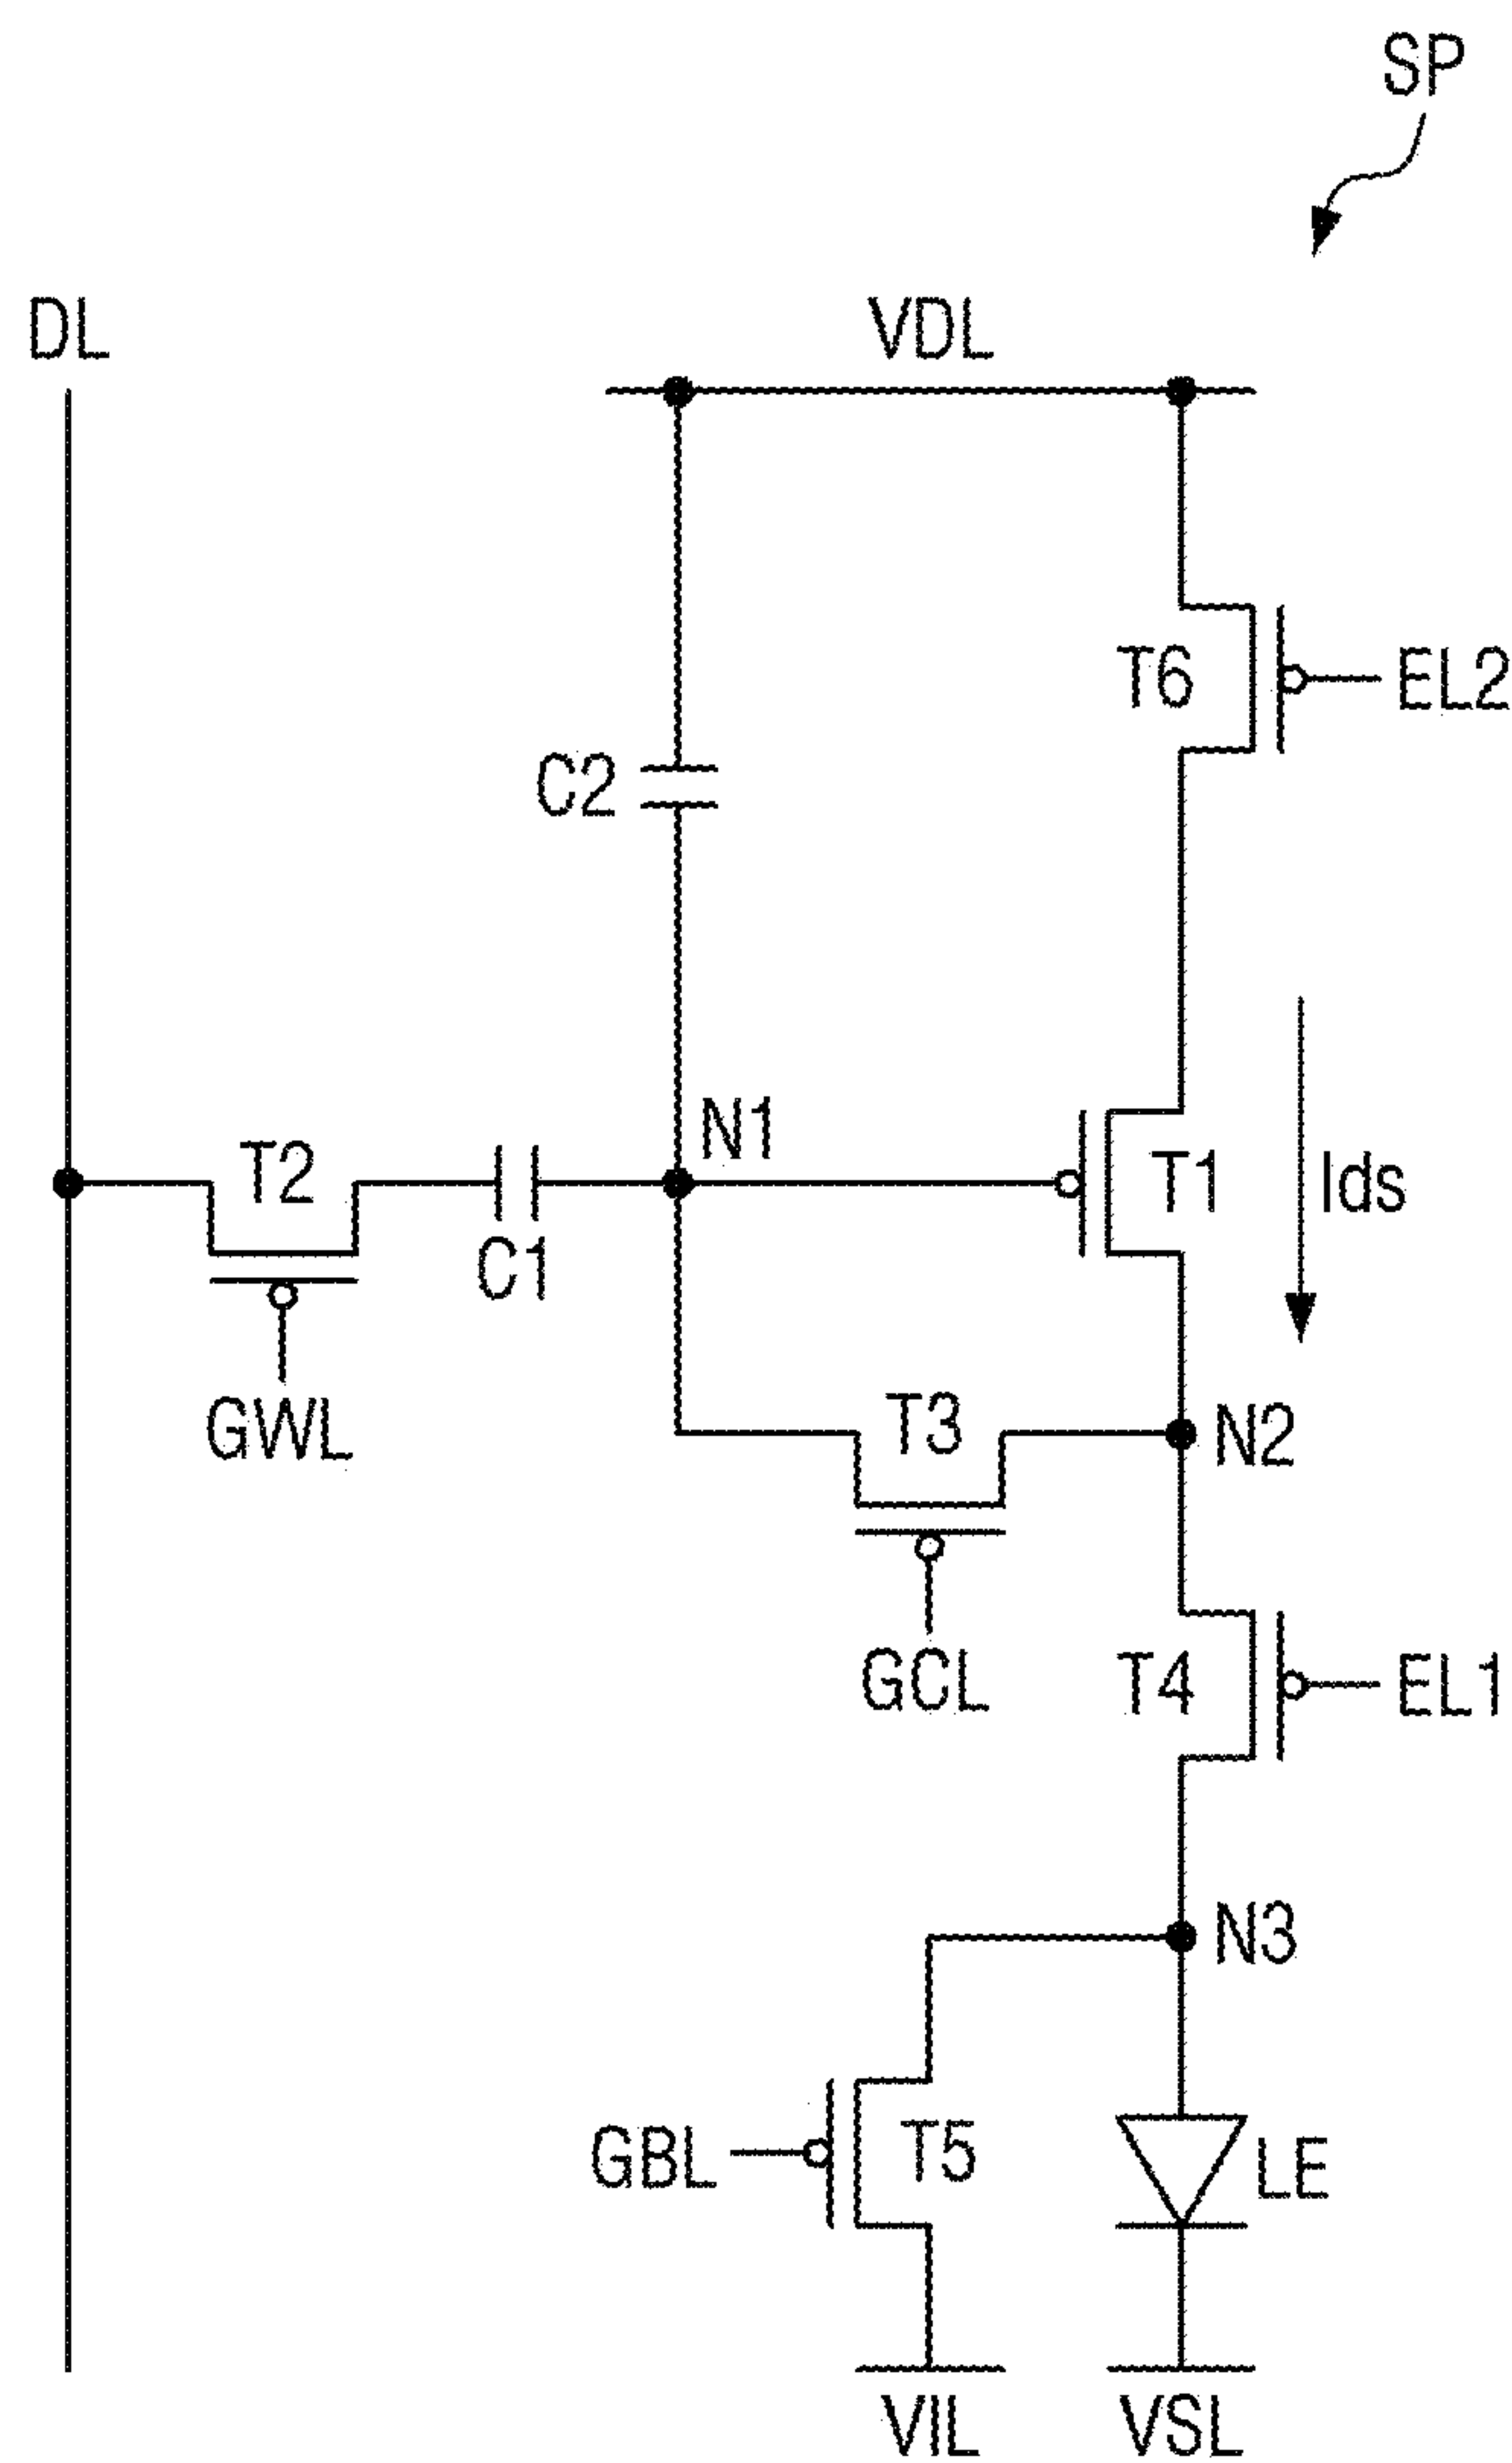 SP
DL
VDL
T6
EL2
C2
N1
T2
T1
Ids
C1
GWL
T3
N2
GCL
T4
EL1
N3
GBL
T5
LE
VIL
VSL